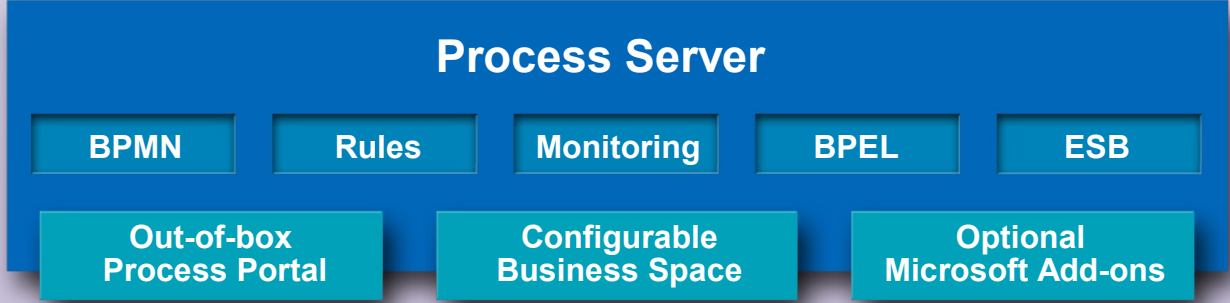 Process Server
BPMN
Rules
Monitoring
BPEL
ESB
Out-of-box
Process Portal
Configurable
Business Space
Optional
Microsoft Add-ons